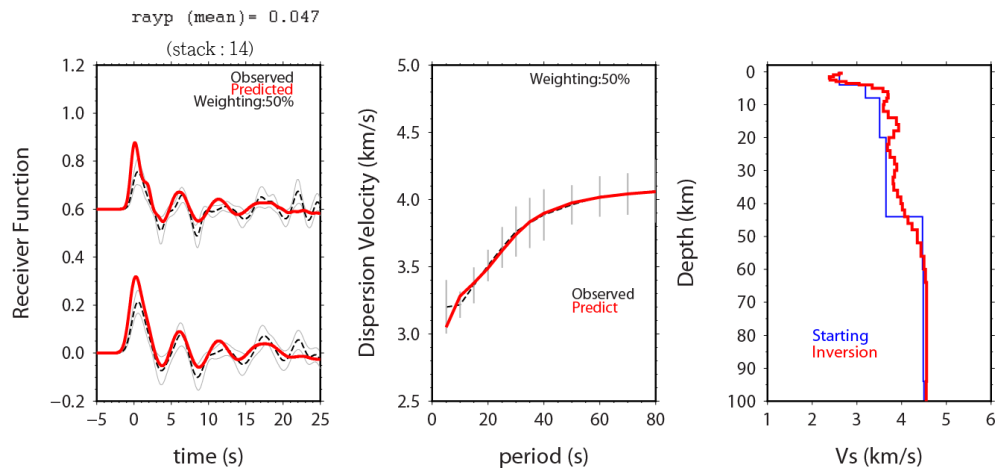 rayp (mean)= 0.047
(stack : 14)
1.2
1.0
0.8
0.6
0.4
0.2
0.0
−0.2
Receiver Function
Observed
Predicted
Weighting:50%
−5 0 5 10 15 20 25
time (s)
5.0
4.5
4.0
3.5
3.0
2.5
Dispersion Velocity (km/s)
Weighting:50%
Observed
Predict
0 20 40 60 80
period (s)
0
10
20
30
40
50
60
70
80
90
100
Depth (km)
Starting
Inversion
1 2 3 4 5 6
Vs (km/s)